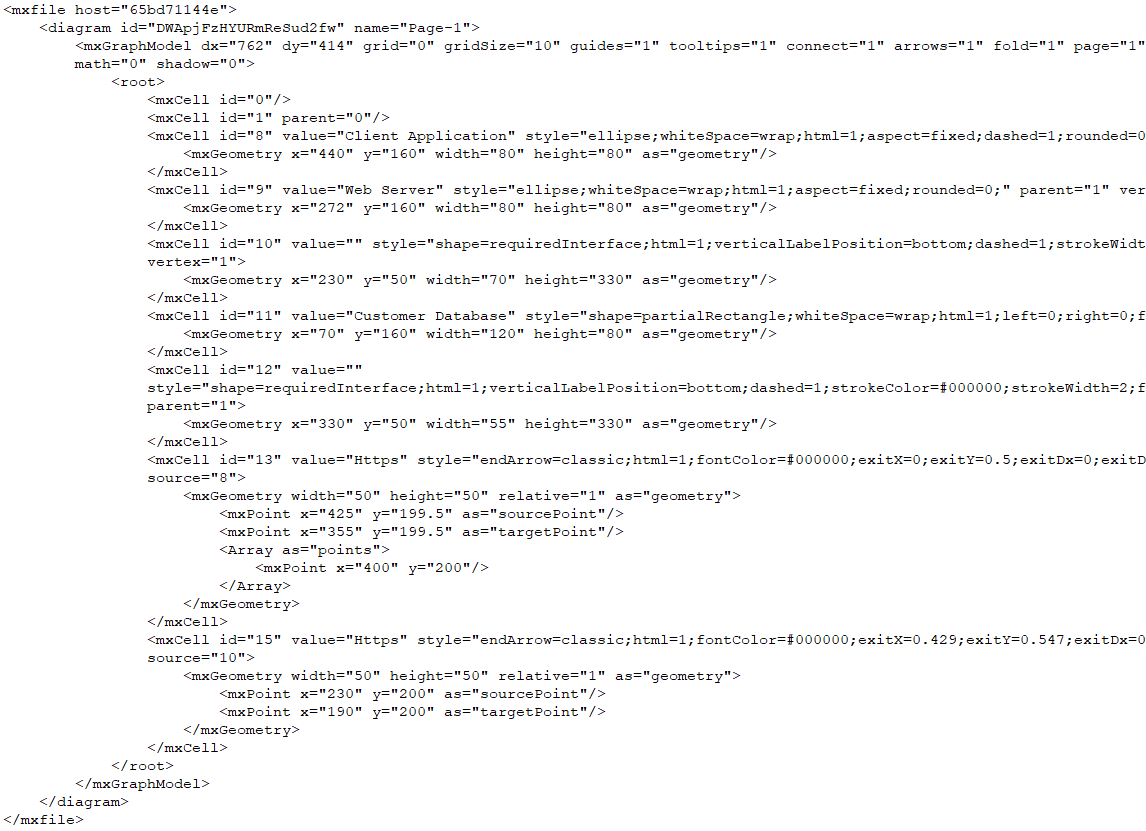 <mxfile host="65bd71144e">
<diagram id="DWApjFzHYURmReSud2fw" name="Page-1">
<mxGraphModel dx="762" dy="414" grid="0" gridSize="10" guides="1" tooltips="1" connect="1" arrows="1" fold="1" page="1"
math="0" shadow="0">
<root>
<mxCell id="0"/>
<mxCell id="1" parent="0"/>
<mxCell id="8" value="Client Application" style="ellipse;whiteSpace=wrap;html=1;aspect=fixed;dashed=1;rounded=0
<mxGeometry x="440" y="160" width="80" height="80" as="geometry"/>
</mxCell>
<mxCell id="9" value="Web Server" style="ellipse;whiteSpace=wrap;html=1;aspect=fixed;rounded=0;" parent="1" ver
<mxGeometry x="272" y="160" width="80" height="80" as="geometry"/>
</mxCell>
<mxCell id="10" value="" style="shape=requiredInterface;html=1;verticalLabelPosition=bottom;dashed=1;strokeWidt
vertex="1">
<mxGeometry x="230" y="50" width="70" height="330" as="geometry"/>
</mxCell>
<mxCell id="11" value="Customer Database" style="shape=partialRectangle;whiteSpace=wrap;html=1;left=0;right=0;f
<mxGeometry x="70" y="160" width="120" height="80" as="geometry"/>
</mxCell>
<mxCell id="12" value=""
style="shape=requiredInterface;html=1;verticalLabelPosition=bottom;dashed=1;strokeColor=#000000;strokeWidth=2;f
parent="1">
<mxGeometry x="330" y="50" width="55" height="330" as="geometry"/>
</mxCell>
<mxCell id="13" value="Https" style="endArrow=classic;html=1;fontColor=#000000;exitX=0;exitY=0.5;exitDx=0;exitD
source="8">
<mxGeometry width="50" height="50" relative="1" as="geometry">
<mxPoint x="425" y="199.5" as="sourcePoint"/>
<mxPoint x="355" y="199.5" as="targetPoint"/>
<Array as="points">
<mxPoint x="400" y="200"/>
</Array>
</mxGeometry>
</mxCell>
<mxCell id="15" value="Https" style="endArrow=classic;html=1;fontColor=#000000;exitX=0.429;exitY=0.547;exitDx=0
source="10">
<mxGeometry width="50" height="50" relative="1" as="geometry">
<mxPoint x="230" y="200" as="sourcePoint"/>
<mxPoint x="190" y="200" as="targetPoint"/>
</mxGeometry>
</mxCell>
</root>
</mxGraphModel>
</diagram>
</mxfile>